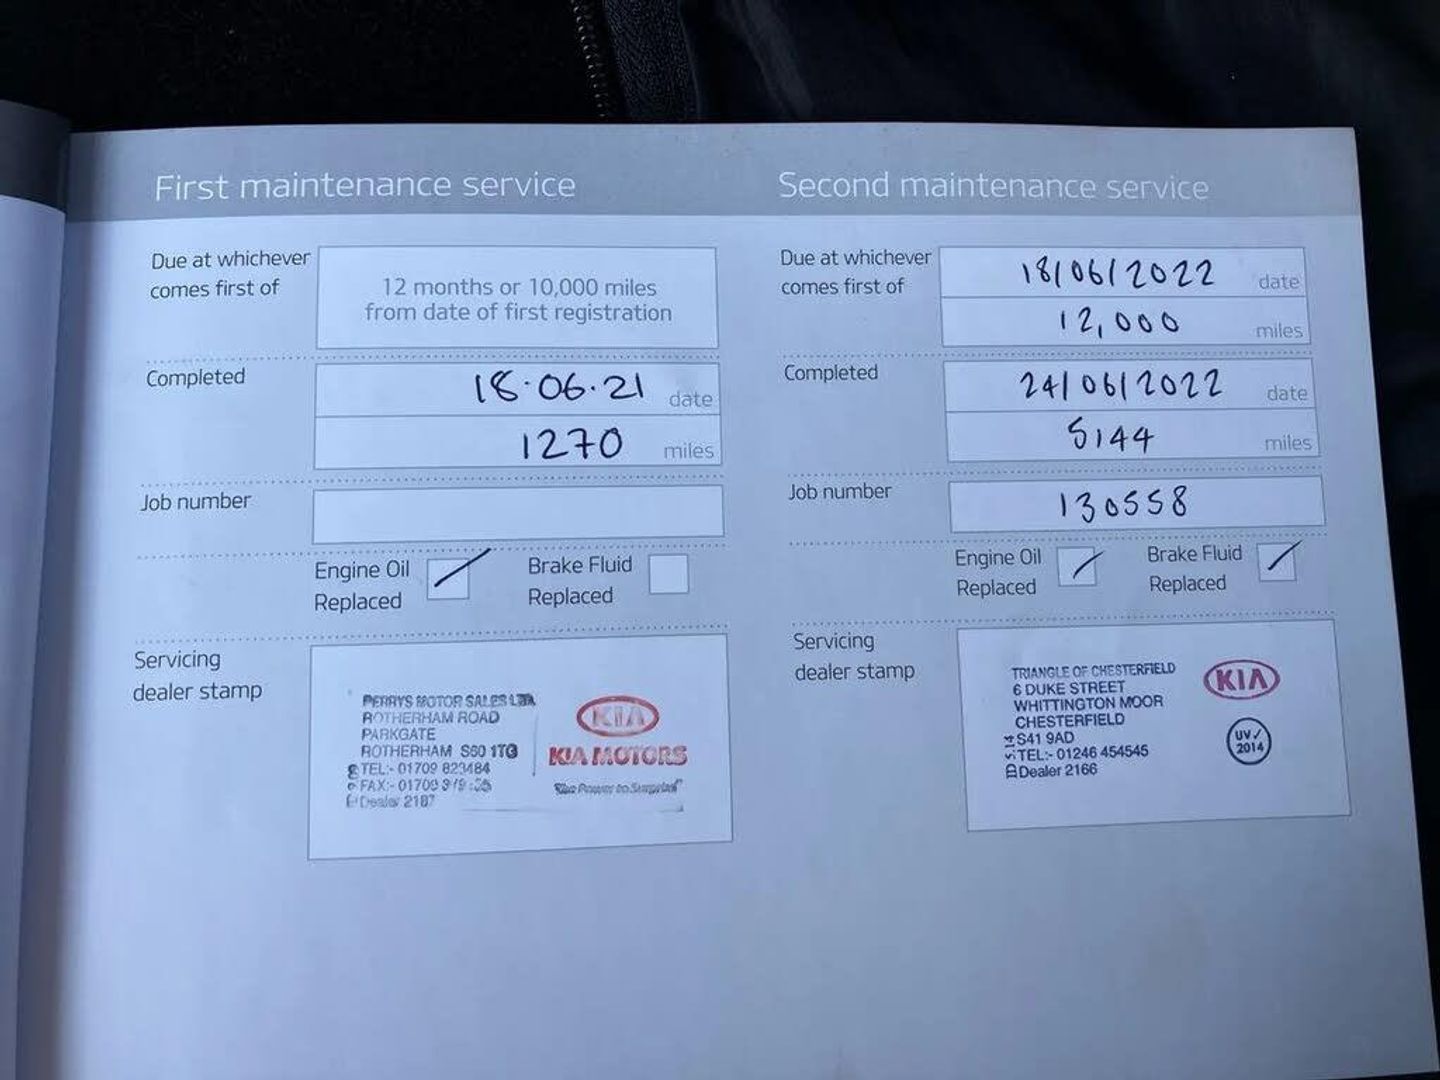 First maintenance service
Due at whichever
comes first of
12 months or 10,000 miles
from date of first registration
Completed
18.06.21 date
1270 miles
Job number
Engine Oil
Replaced
Brake Fluid
Replaced
Servicing
dealer stamp
PERRYS MOTOR SALES LTD
ROTHERHAM ROAD
PARKGATE
ROTHERHAM S60 1TG
TEL:- 01709 823484
FAX:- 01709
Dealer 2187
KIA
KIA MOTORS
"The Power to Surprise"
Second maintenance service
Due at whichever
comes first of
18/06/2022 date
12,000 miles
Completed
24/06/2022 date
5144 miles
Job number
130558
Engine Oil
Replaced
Brake Fluid
Replaced
Servicing
dealer stamp
TRIANGLE OF CHESTERFIELD
6 DUKE STREET
WHITTINGTON MOOR
CHESTERFIELD
S41 9AD
TEL:- 01246 454545
Dealer 2166
KIA
UV✓
2014